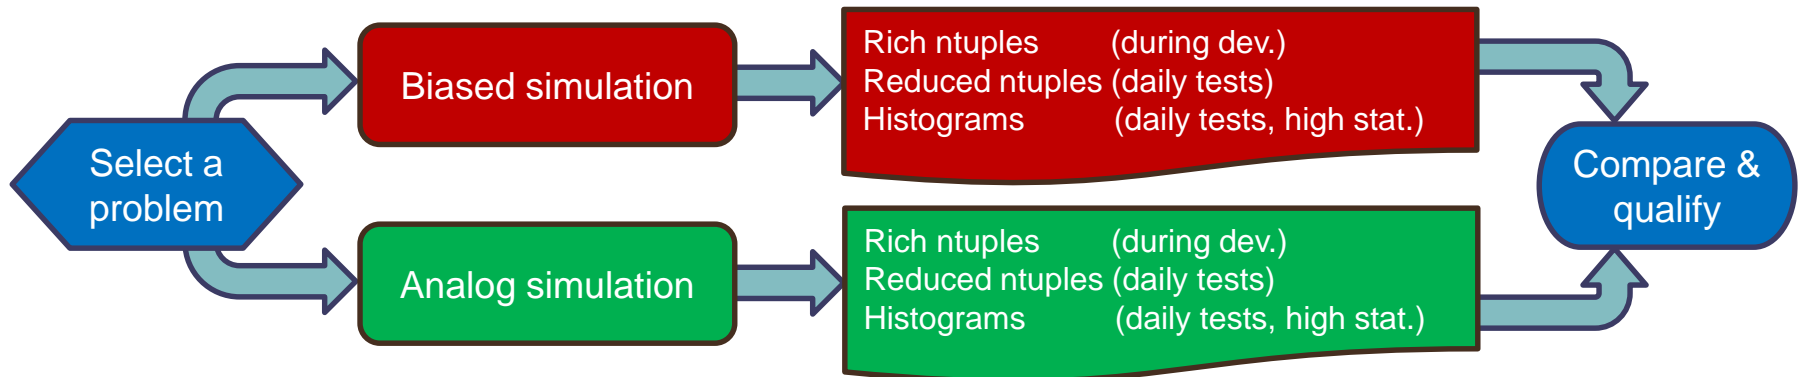 Select a
problem
Biased simulation
Rich ntuples (during dev.)
Reduced ntuples (daily tests)
Histograms (daily tests, high stat.)
Analog simulation
Rich ntuples (during dev.)
Reduced ntuples (daily tests)
Histograms (daily tests, high stat.)
Compare &
qualify